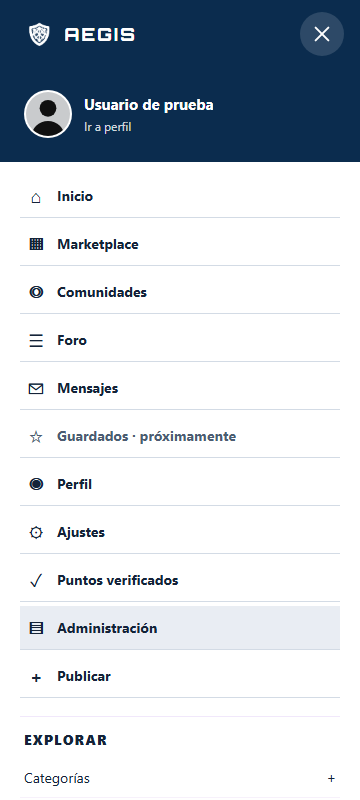 AEGIS
Usuario de prueba
Ir a perfil
Inicio
Marketplace
Comunidades
Foro
Mensajes
Guardados · próximamente
Perfil
Ajustes
Puntos verificados
Administración
+ Publicar
EXPLORAR
Categorías +